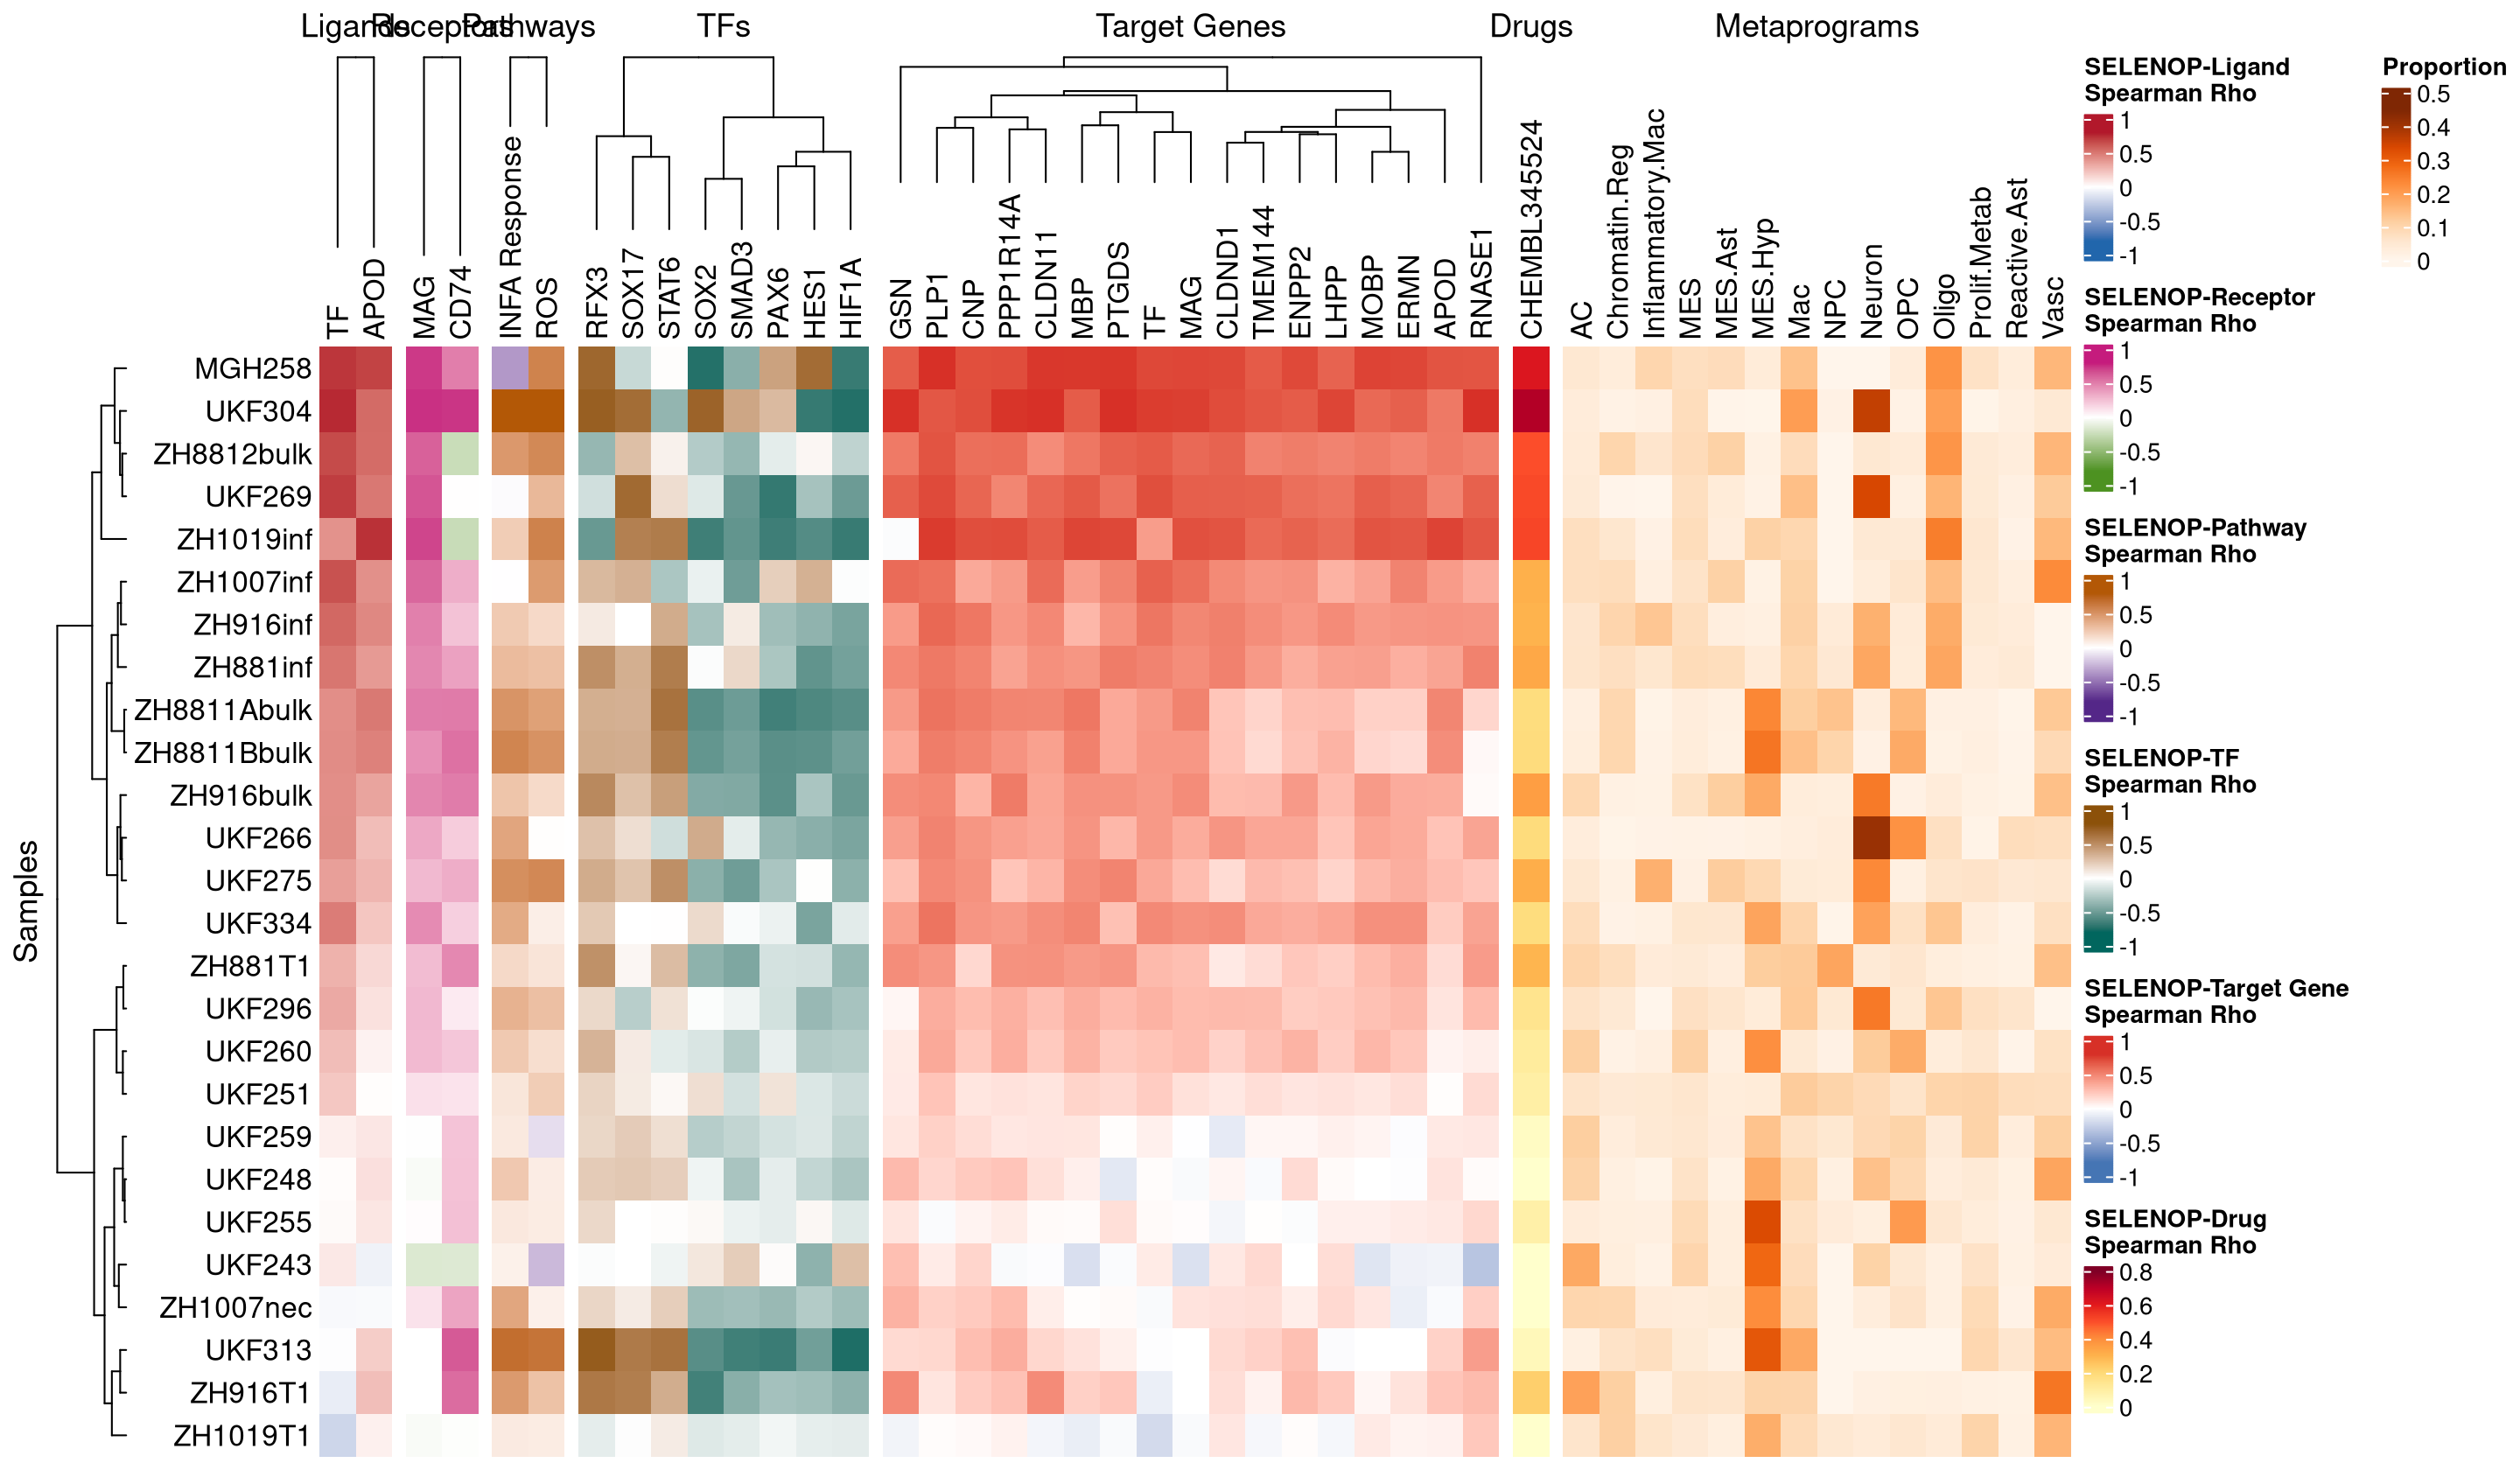 Ligands Receptors Pathways TFs Target Genes Drugs Metaprograms
TF
APOD
MAG
CD74
INFA Response
ROS
RFX3
SOX17
STAT6
SOX2
SMAD3
PAX6
HES1
HIF1A
GSN
PLP1
CNP
PPP1R14A
CLDN11
MBP
PTGDS
TF
MAG
CLDND1
TMEM144
ENPP2
LHPP
MOBP
ERMN
APOD
RNASE1
CHEMBL3455524
AC
Chromatin.Reg
Inflammatory.Mac
MES
MES.Ast
MES.Hyp
Mac
NPC
Neuron
OPC
Oligo
Prolif.Metab
Reactive.Ast
Vasc
Samples
MGH258
UKF304
ZH8812bulk
UKF269
ZH1019inf
ZH1007inf
ZH916inf
ZH881inf
ZH8811Abulk
ZH8811Bbulk
ZH916bulk
UKF266
UKF275
UKF334
ZH881T1
UKF296
UKF260
UKF251
UKF259
UKF248
UKF255
UKF243
ZH1007nec
UKF313
ZH916T1
ZH1019T1
SELENOP-Ligand
Spearman Rho
1
0.5
0
-0.5
-1
SELENOP-Receptor
Spearman Rho
1
0.5
0
-0.5
-1
SELENOP-Pathway
Spearman Rho
1
0.5
0
-0.5
-1
SELENOP-TF
Spearman Rho
1
0.5
0
-0.5
-1
SELENOP-Target Gene
Spearman Rho
1
0.5
0
-0.5
-1
SELENOP-Drug
Spearman Rho
0.8
0.6
0.4
0.2
0
Proportion
0.5
0.4
0.3
0.2
0.1
0